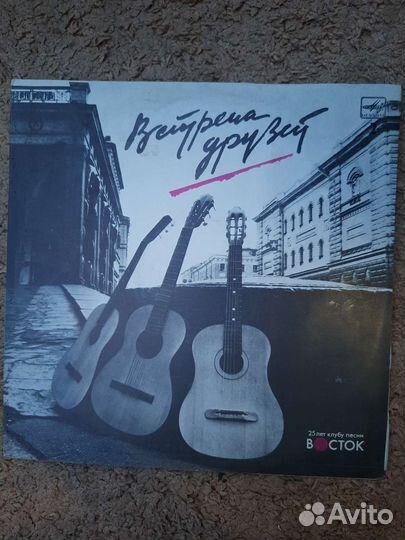 Встреча
друзей
25 лет клубу песни
ВОСТОК
Avito